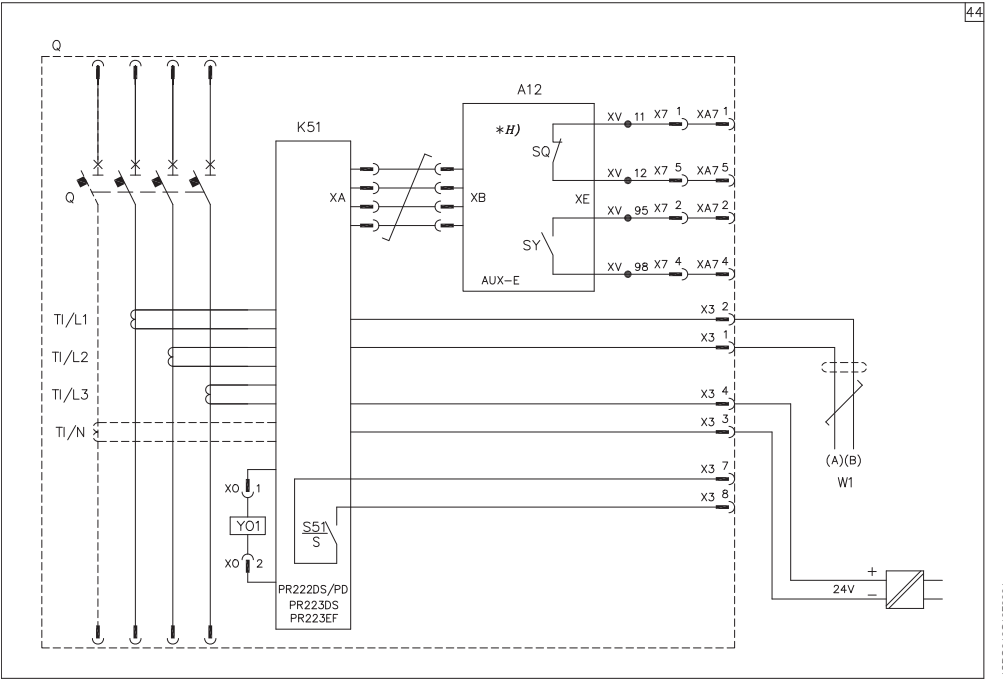 44
Q
A12
K51
*H)
XV 11 X7 1 XA7 1
SQ
XV 12 X7 5 XA7 5
XA
XB
XE
Q
XV 95 X7 2 XA7 2
SY
XV 98 X7 4 XA7 4
AUX-E
TI/L1
X3 2
X3 1
TI/L2
TI/L3
X3 4
X3 3
TI/N
(A)(B)
W1
X3 7
XO 1
X3 8
YO1
S51
S
XO 2
+
24V
−
PR222DS/PD
PR223DS
PR223EF